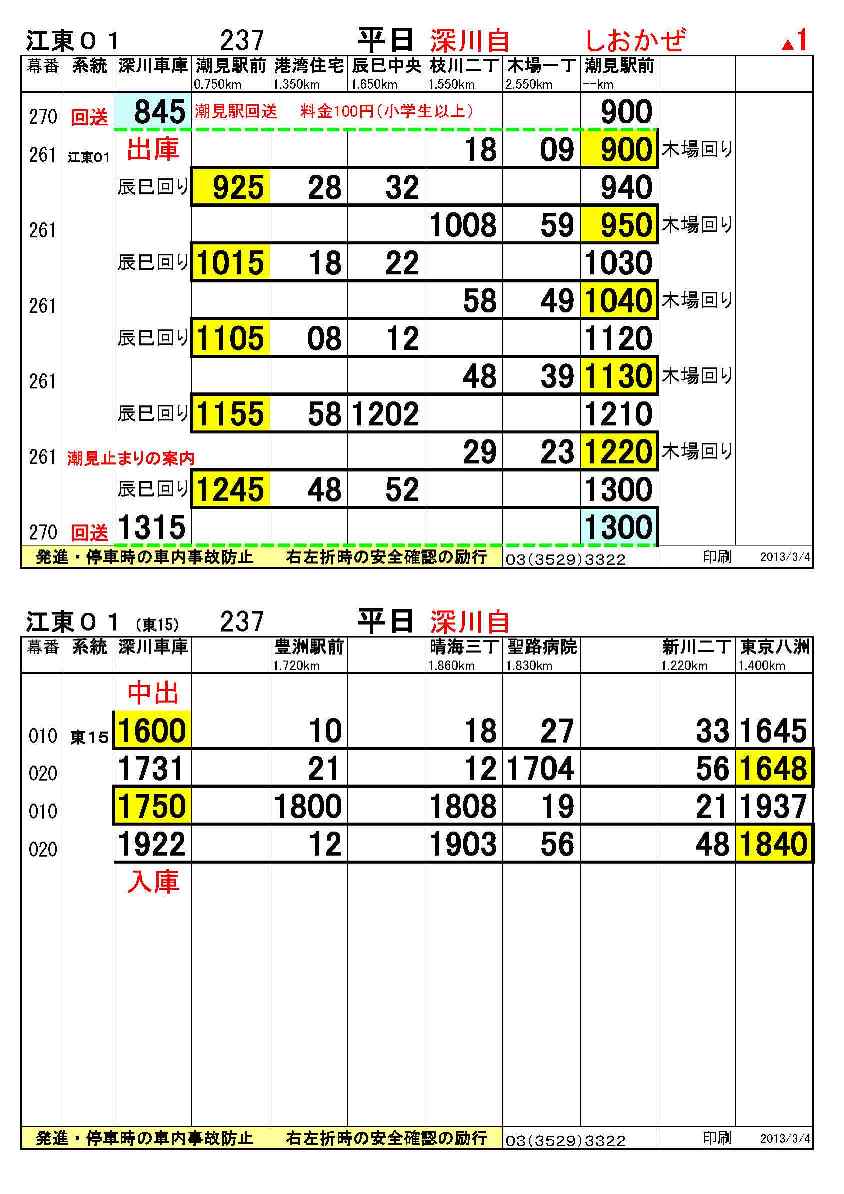 江東０１ 237 平日 深川自 しおかぜ ▲1
幕番 系統 深川車庫 潮見駅前 港湾住宅 辰巳中央 枝川二丁 木場一丁 潮見駅前
0.750km 1.350km 1.650km 1.550km 2.550km --km
270 回送 845 潮見駅回送 料金100円(小学生以上) 900
261 江東01 出庫 18 09 900 木場回り
辰巳回り 925 28 32 940
261 1008 59 950 木場回り
辰巳回り 1015 18 22 1030
261 58 49 1040 木場回り
辰巳回り 1105 08 12 1120
261 48 39 1130 木場回り
辰巳回り 1155 58 1202 1210
261 潮見止まりの案内 29 23 1220 木場回り
辰巳回り 1245 48 52 1300
270 回送 1315 1300
発進・停車時の車内事故防止 右左折時の安全確認の励行 03(3529)3322 印刷 2013/3/4
江東０１ (東15) 237 平日 深川自
幕番 系統 深川車庫 豊洲駅前 晴海三丁 聖路病院 新川二丁 東京八洲
1.720km 1.860km 1.830km 1.220km 1.400km
中出
010 東15 1600 10 18 27 33 1645
020 1731 21 12 1704 56 1648
010 1750 1800 1808 19 21 1937
020 1922 12 1903 56 48 1840
入庫
発進・停車時の車内事故防止 右左折時の安全確認の励行 03(3529)3322 印刷 2013/3/4